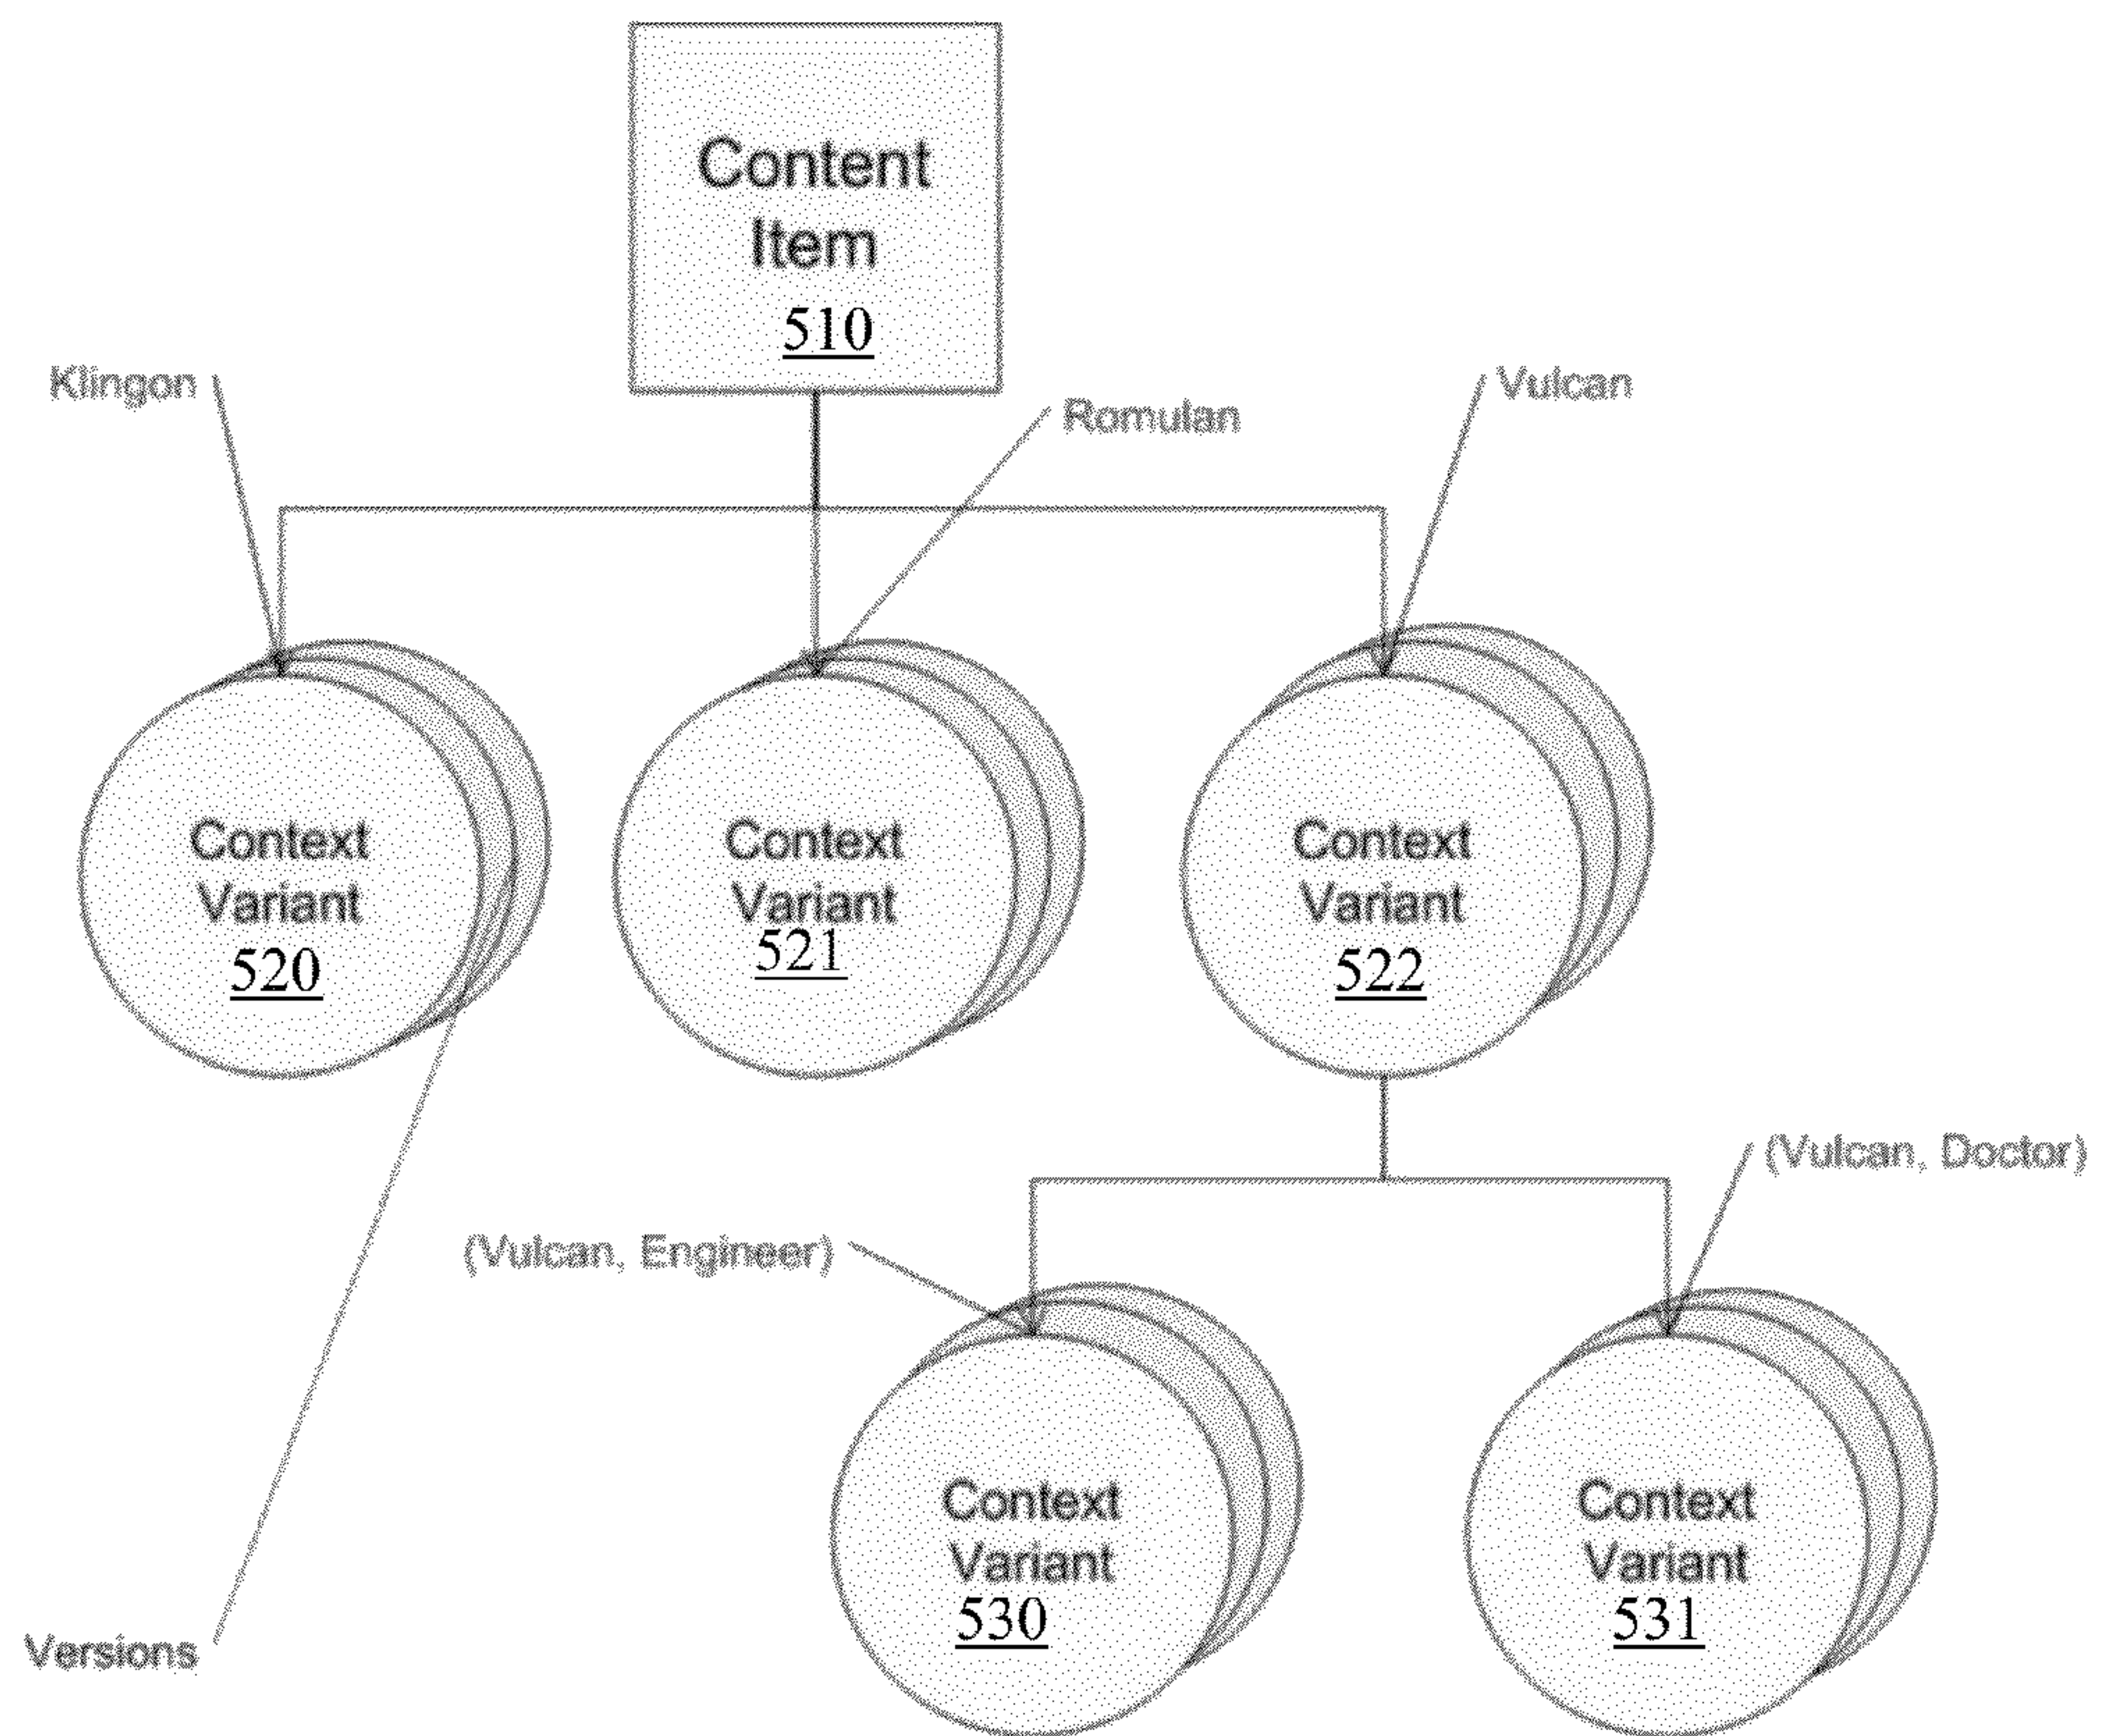 Content
Item
510
Klingon
Romulan
Vulcan
Context
Variant
520
Context
Variant
521
Context
Variant
522
(Vulcan, Doctor)
(Vulcan, Engineer)
Context
Variant
530
Context
Variant
531
Versions